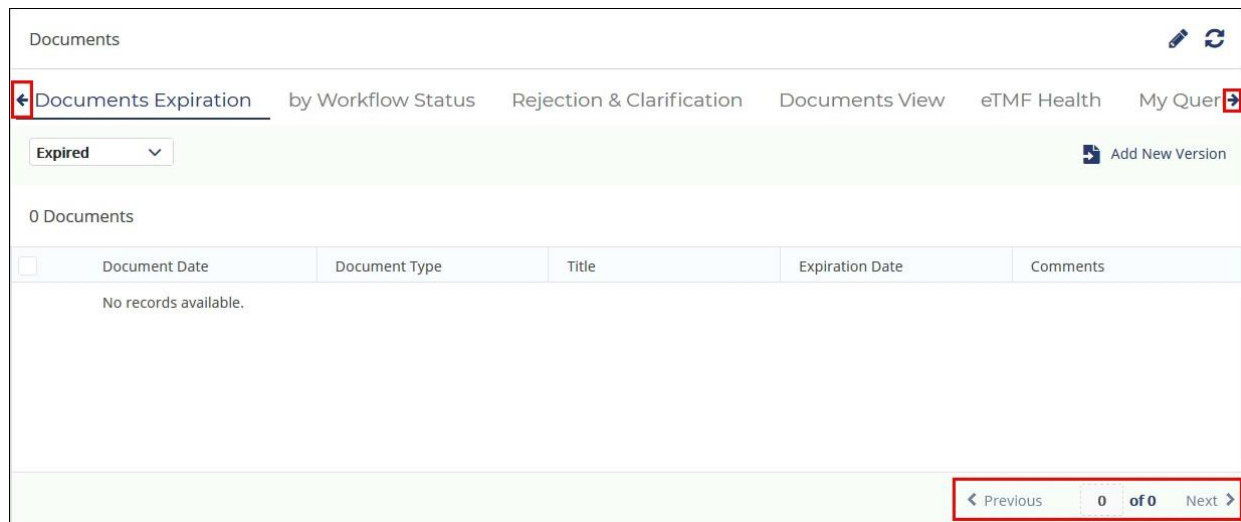 Documents
Documents Expiration by Workflow Status Rejection & Clarification Documents View eTMF Health My Quer
Expired Add New Version
0 Documents
Document Date Document Type Title Expiration Date Comments
No records available.
Previous 0 of 0 Next